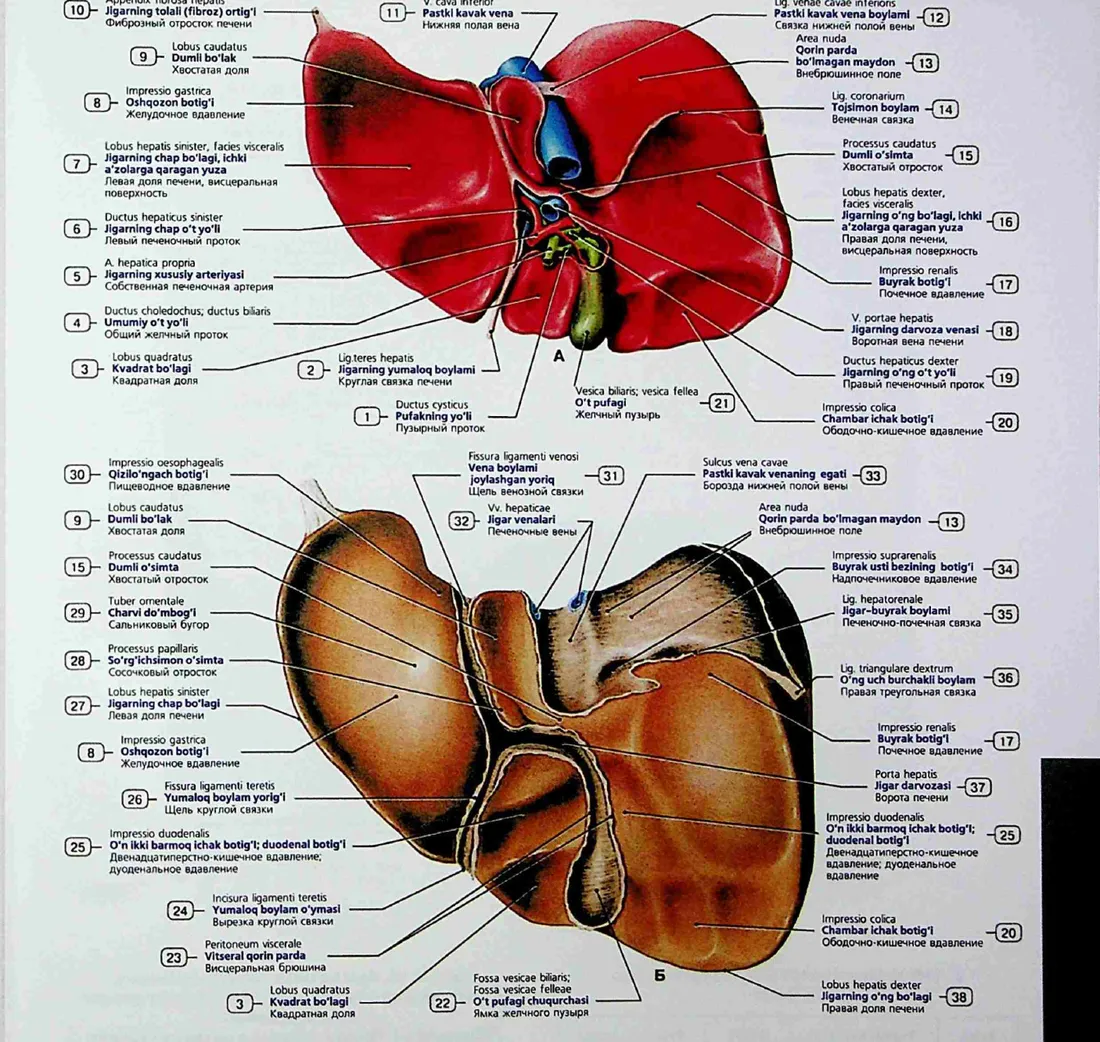 Appendix fibrosa hepatis
10 Jigarning tolali (fibroz) ortig'i
Фиброзный отросток печени
V. cava inferior
11 Pastki kavak vena
Нижняя полая вена
Lig. venae cavae inferioris
Pastki kavak vena boylami 12
Связка нижней полой вены
Lobus caudatus
9 Dumli bo'lak
Хвостатая доля
Area nuda
Qorin parda
bo'lmagan maydon 13
Внебрюшинное поле
Impressio gastrica
8 Oshqozon botig'i
Желудочное вдавление
Lig. coronarium
Tojsimon boylam 14
Венечная связка
Lobus hepatis sinister, facies visceralis
7 Jigarning chap bo'lagi, ichki
a'zolarga qaragan yuza
Левая доля печени, висцеральная
поверхность
Processus caudatus
Dumli o'simta 15
Хвостатый отросток
Ductus hepaticus sinister
6 Jigarning chap o't yo'li
Левый печеночный проток
Lobus hepatis dexter,
facies visceralis
Jigarning o'ng bo'lagi, ichki 16
a'zolarga qaragan yuza
Правая доля печени,
висцеральная поверхность
A. hepatica propria
5 Jigarning xususiy arteriyasi
Собственная печеночная артерия
Impressio renalis
Buyrak botig'i 17
Почечное вдавление
Ductus choledochus; ductus biliaris
4 Umumiy o't yo'li
Общий желчный проток
V. portae hepatis
Jigarning darvoza venasi 18
Воротная вена печени
Lobus quadratus
3 Kvadrat bo'lagi
Квадратная доля
Lig.teres hepatis
2 Jigarning yumaloq boylami
Круглая связка печени
А
Ductus hepaticus dexter
Jigarning o'ng o't yo'li 19
Правый печеночный проток
Ductus cysticus
1 Pufakning yo'li
Пузырный проток
Vesica biliaris; vesica fellea
O't pufagi 21
Желчный пузырь
Impressio colica
Chambar ichak botig'i 20
Ободочно-кишечное вдавление
Impressio oesophagealis
30 Qizilo'ngach botig'i
Пищеводное вдавление
Fissura ligamenti venosi
Vena boylami 31
joylashgan yoriq
Щель венозной связки
Sulcus vena cavae
Pastki kavak venaning egati 33
Борозда нижней полой вены
Lobus caudatus
9 Dumli bo'lak
Хвостатая доля
Vv. hepaticae
32 Jigar venalari
Печеночные вены
Area nuda
Qorin parda bo'lmagan maydon 13
Внебрюшинное поле
Processus caudatus
15 Dumli o'simta
Хвостатый отросток
Impressio suprarenalis
Buyrak usti bezining botig'i 34
Надпочечниковое вдавление
Tuber omentale
29 Charvi do'mbog'i
Сальниковый бугор
Lig. hepatorenale
Jigar–buyrak boylami 35
Печеночно-почечная связка
Processus papillaris
28 So'rg'ichsimon o'simta
Сосочковый отросток
Lig. triangulare dextrum
O'ng uch burchakli boylam 36
Правая треугольная связка
Lobus hepatis sinister
27 Jigarning chap bo'lagi
Левая доля печени
Impressio renalis
Buyrak botig'i 17
Почечное вдавление
Impressio gastrica
8 Oshqozon botig'i
Желудочное вдавление
Porta hepatis
Jigar darvozasi 37
Ворота печени
Fissura ligamenti teretis
26 Yumaloq boylam yorig'i
Щель круглой связки
Impressio duodenalis
25 O'n ikki barmoq ichak botig'i; duodenal botig'i
Двенадцатиперстно-кишечное вдавление;
дуоденальное вдавление
Impressio duodenalis
O'n ikki barmoq ichak botig'i; 25
duodenal botig'i
Двенадцатиперстно-кишечное
вдавление; дуоденальное
вдавление
Incisura ligamenti teretis
24 Yumaloq boylam o'ymasi
Вырезка круглой связки
Peritoneum viscerale
23 Vitseral qorin parda
Висцеральная брюшина
Impressio colica
Chambar ichak botig'i 20
Ободочно-кишечное вдавление
Б
Lobus quadratus
3 Kvadrat bo'lagi
Квадратная доля
Fossa vesicae biliaris;
Fossa vesicae felleae
22 O't pufagi chuqurchasi
Ямка желчного пузыря
Lobus hepatis dexter
Jigarning o'ng bo'lagi 38
Правая доля печени